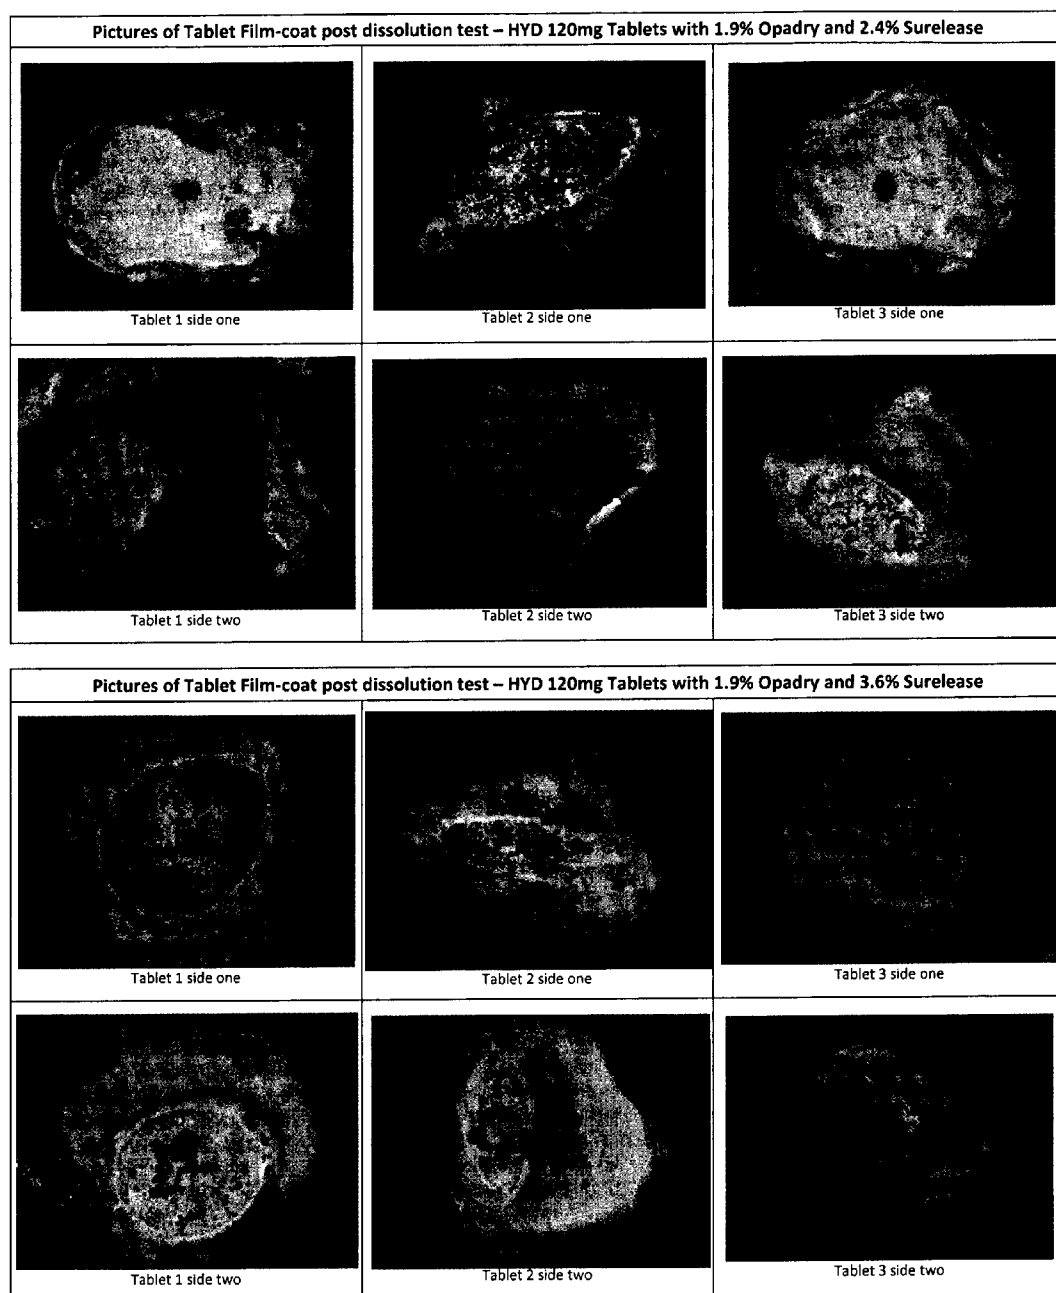 Pictures of Tablet Film-coat post dissolution test – HYD 120mg Tablets with 1.9% Opadry and 2.4% Surelease
Tablet 1 side one
Tablet 2 side one
Tablet 3 side one
Tablet 1 side two
Tablet 2 side two
Tablet 3 side two
Pictures of Tablet Film-coat post dissolution test – HYD 120mg Tablets with 1.9% Opadry and 3.6% Surelease
Tablet 1 side one
Tablet 2 side one
Tablet 3 side one
Tablet 1 side two
Tablet 2 side two
Tablet 3 side two